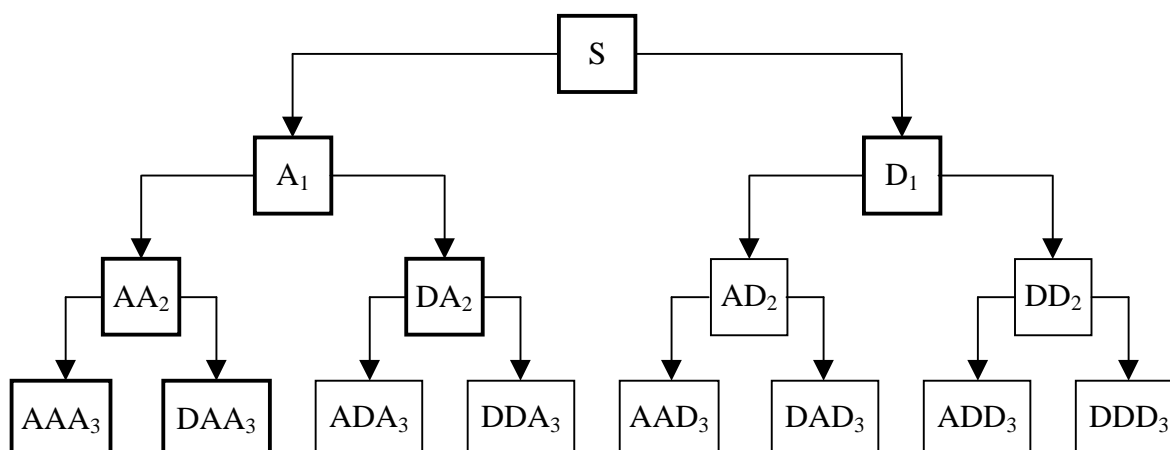 S
A₁ D₁
AA₂ DA₂ AD₂ DD₂
AAA₃ DAA₃ ADA₃ DDA₃ AAD₃ DAD₃ ADD₃ DDD₃